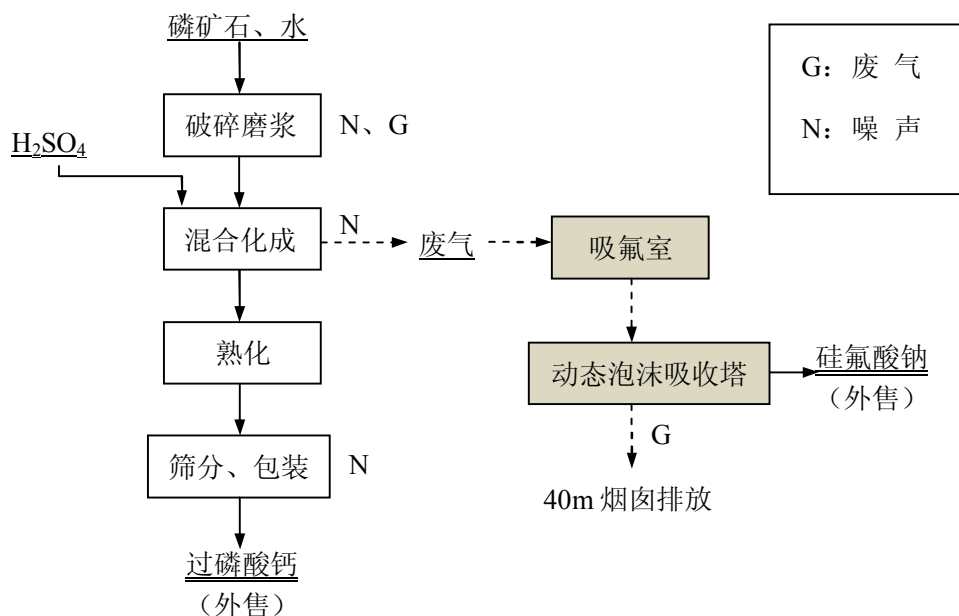 磷矿石、水
G：废 气
N：噪 声
破碎磨浆
N、G
H₂SO₄
混合化成
N
废气
吸氟室
熟化
动态泡沫吸收塔
硅氟酸钠
（外售）
G
筛分、包装
N
40m 烟囱排放
过磷酸钙
（外售）